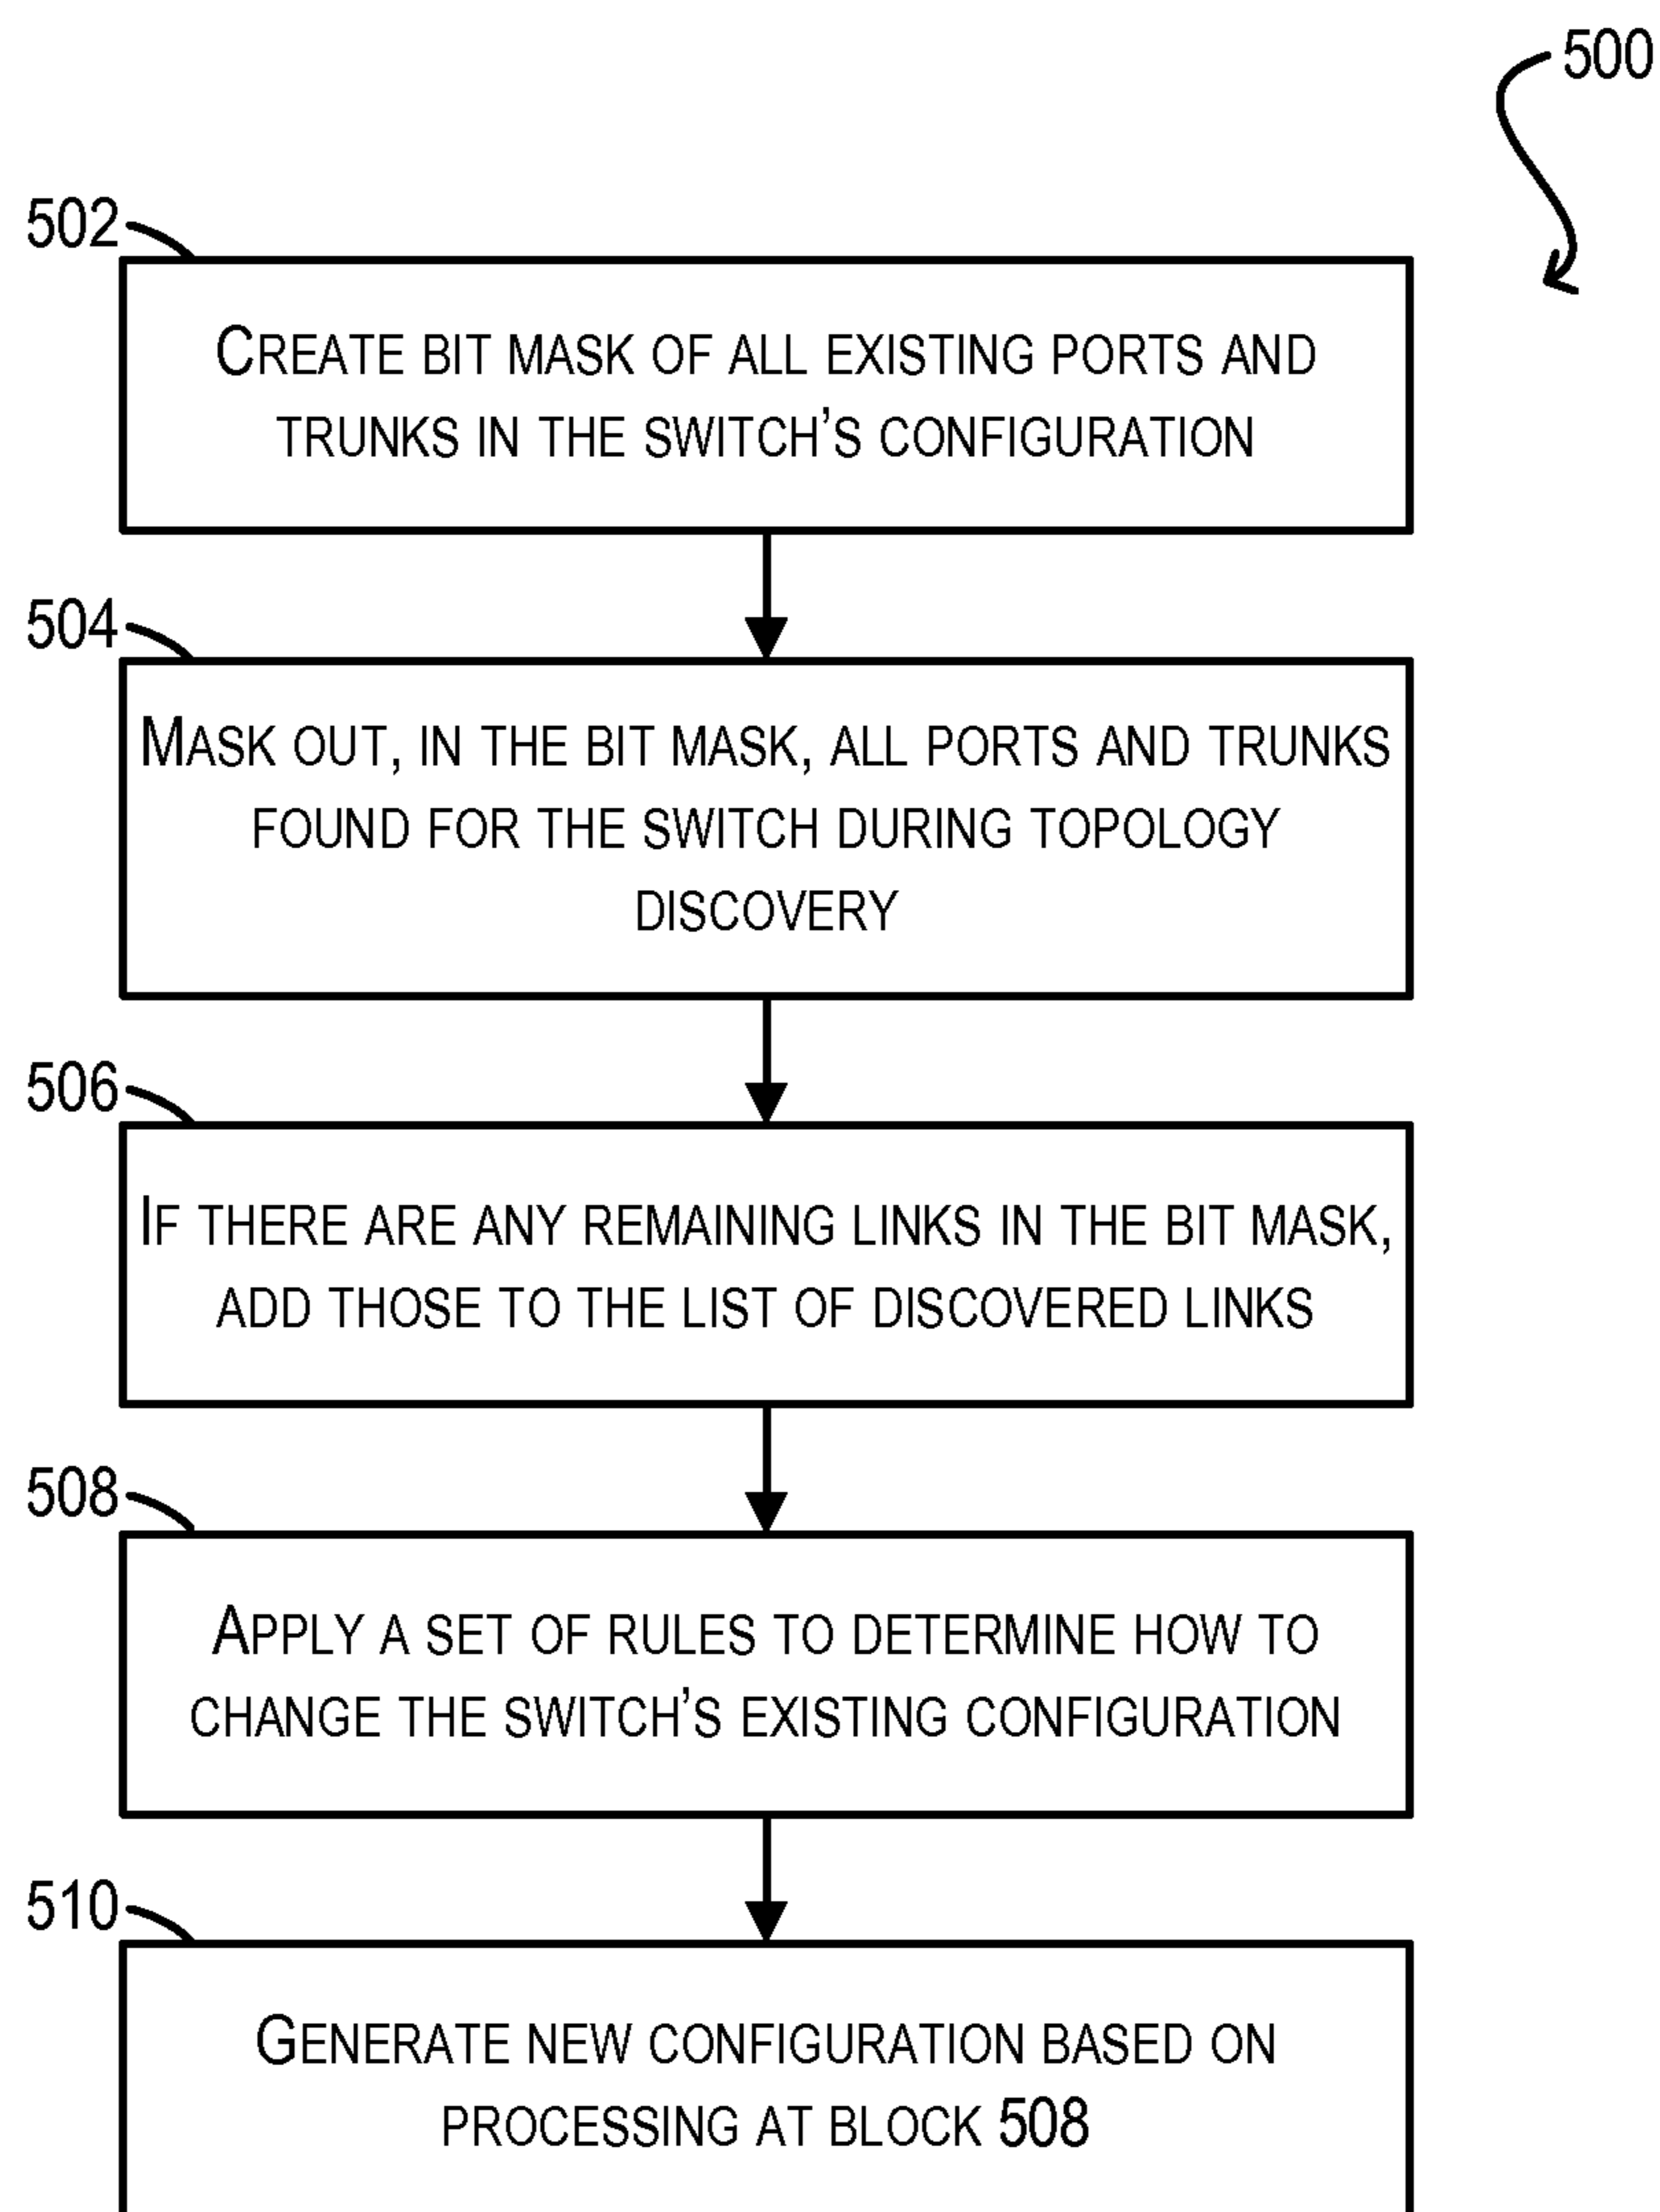 500
502
Create bit mask of all existing ports and
trunks in the switch's configuration
504
Mask out, in the bit mask, all ports and trunks
found for the switch during topology
discovery
506
If there are any remaining links in the bit mask,
add those to the list of discovered links
508
Apply a set of rules to determine how to
change the switch's existing configuration
510
Generate new configuration based on
processing at block 508